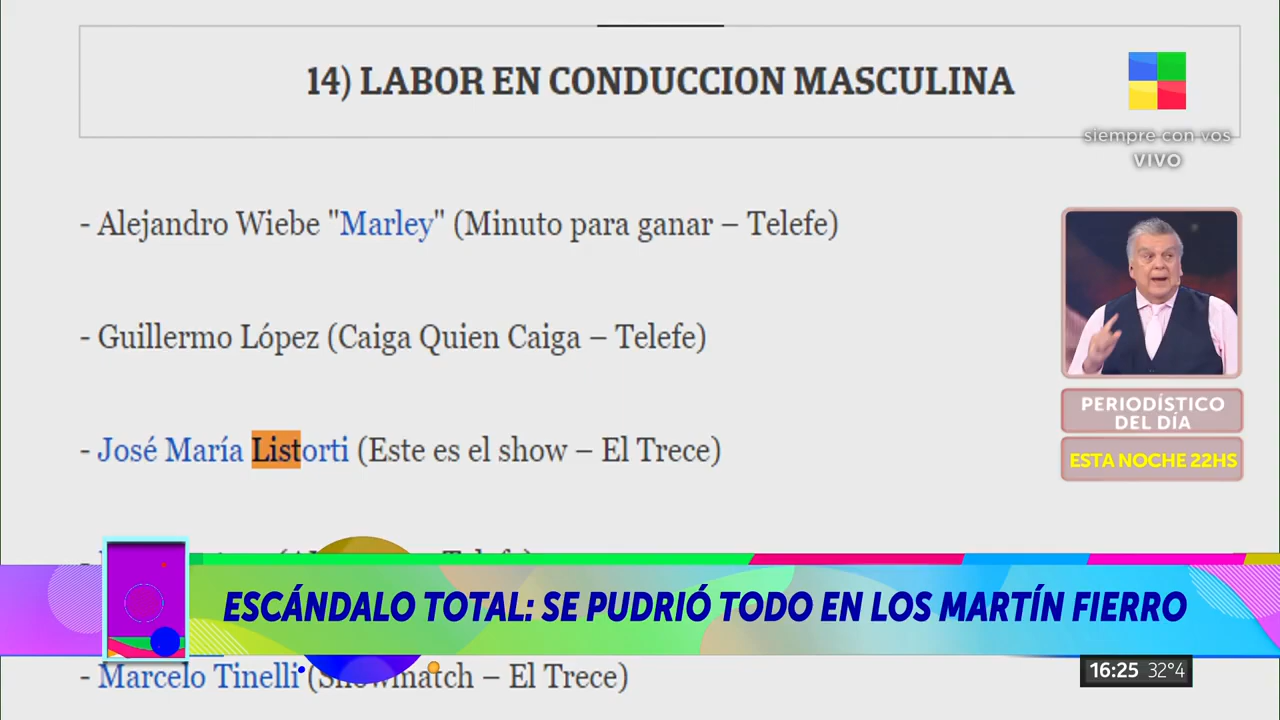 14) LABOR EN CONDUCCION MASCULINA
siempre con vos
VIVO
- Alejandro Wiebe "Marley" (Minuto para ganar – Telefe)
- Guillermo López (Caiga Quien Caiga – Telefe)
- José María Listorti (Este es el show – El Trece)
PERIODÍSTICO
DEL DÍA
ESTA NOCHE 22HS
ESCÁNDALO TOTAL: SE PUDRIÓ TODO EN LOS MARTÍN FIERRO
- Marcelo Tinelli (Showmatch – El Trece)
16:25 32°4